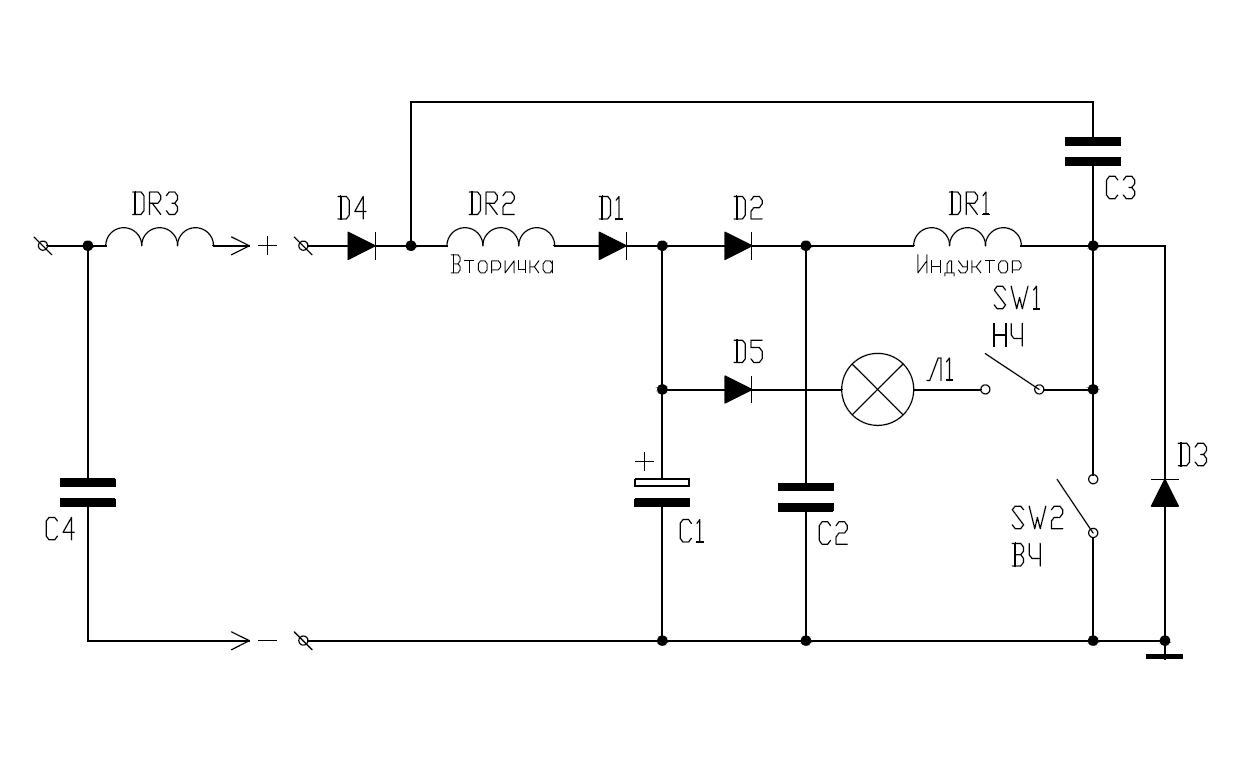 C3
DR3
D4
DR2
D1
D2
DR1
+
Вторичка
Индуктор
SW1
НЧ
D5
Л1
+
D3
C4
C1
C2
SW2
ВЧ
−